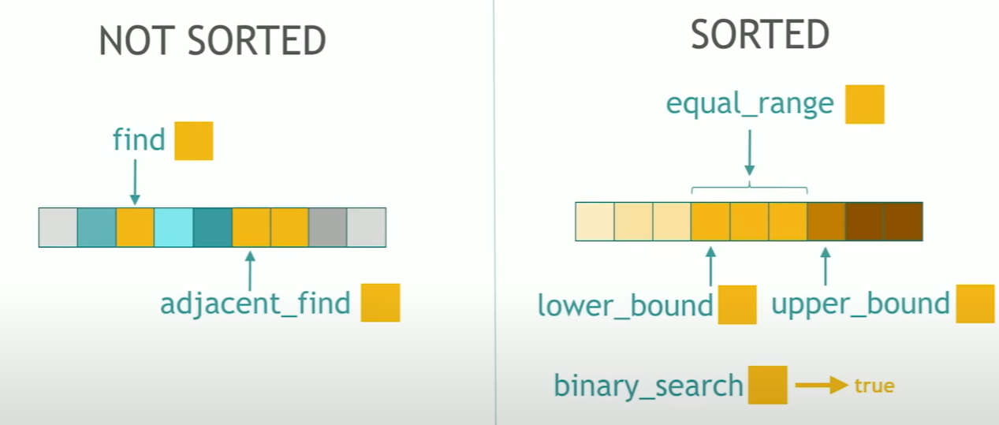 NOT SORTED
find
adjacent_find
SORTED
equal_range
lower_bound
upper_bound
binary_search
true